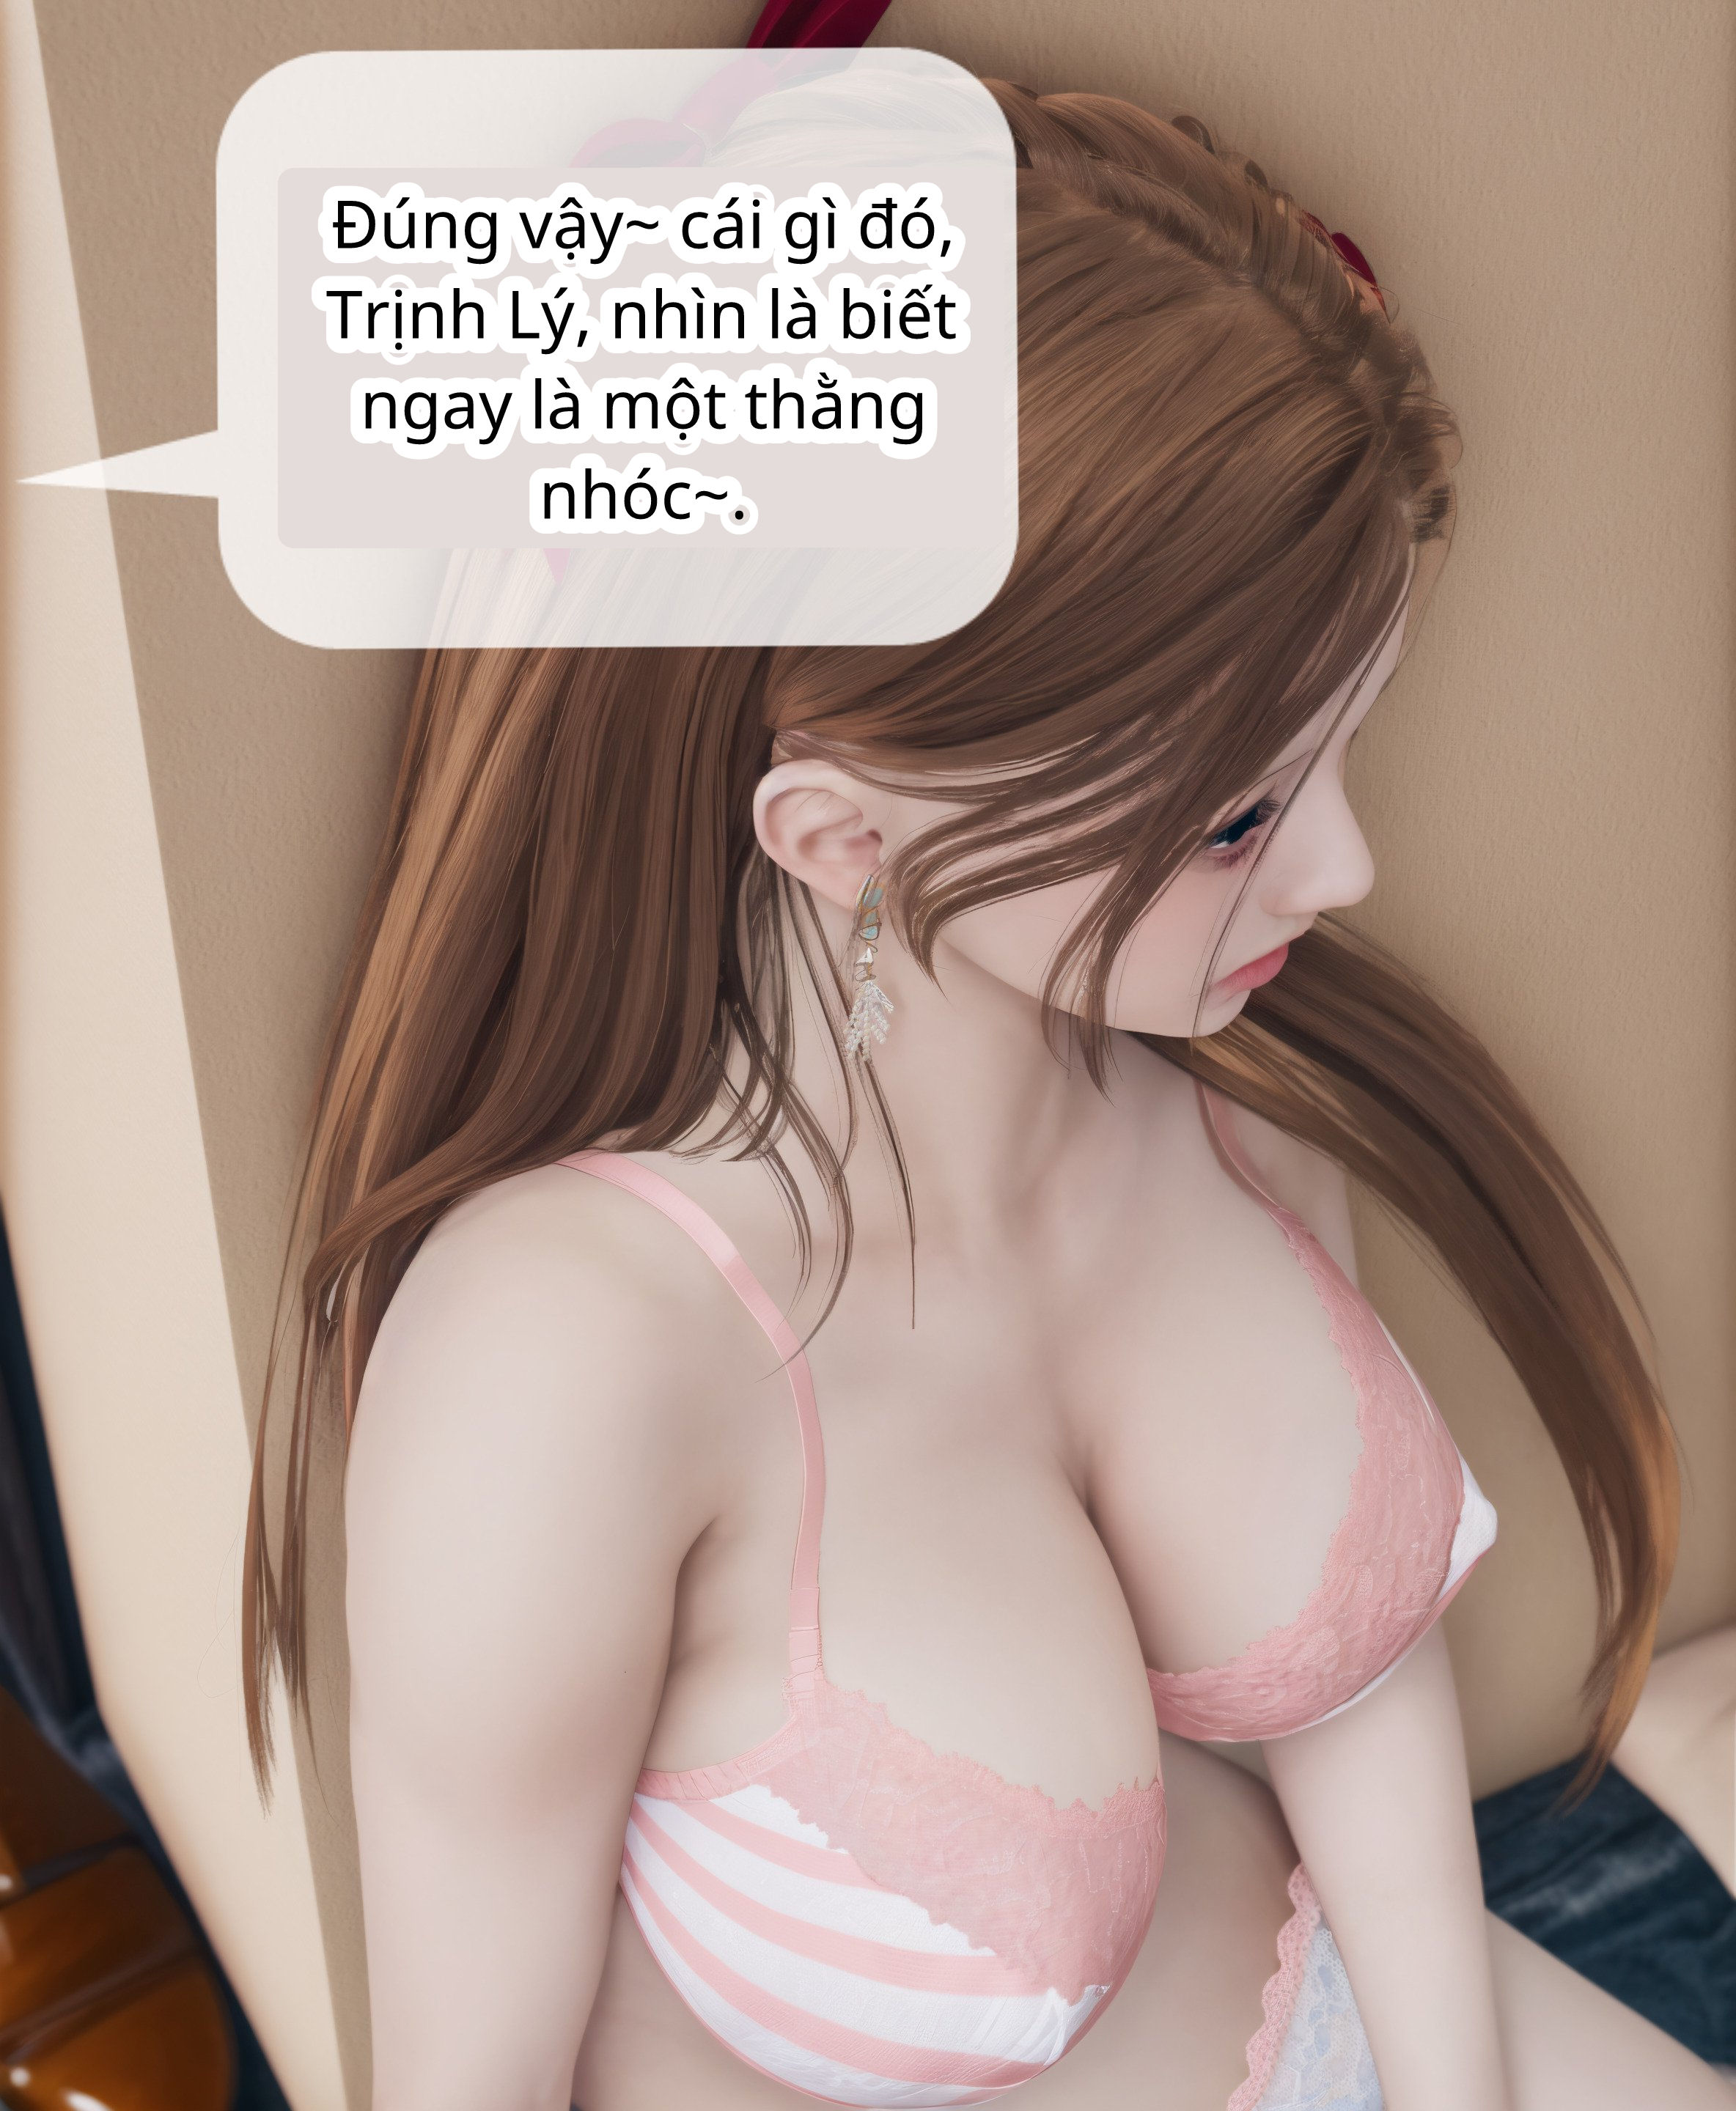 Đúng vậy~ cái gì đó,
Trịnh Lý, nhìn là biết
ngay là một thằng
nhóc~.